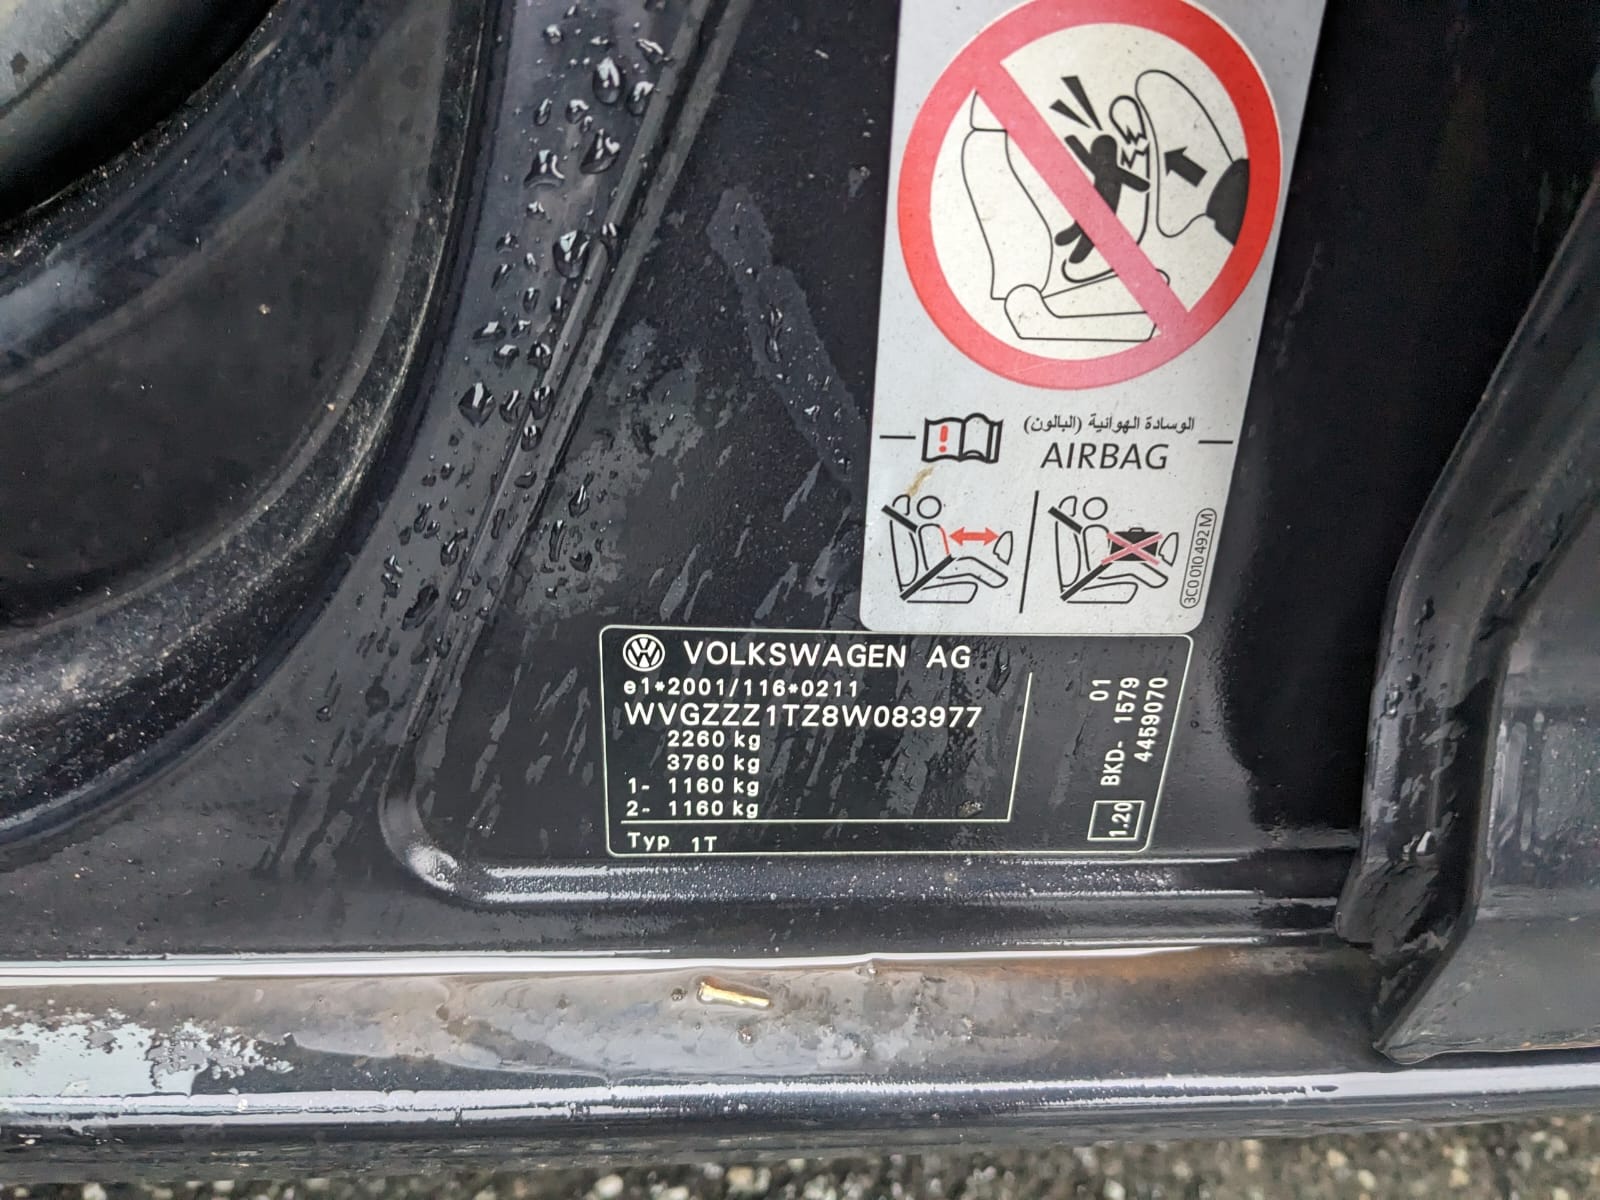 الوسادة الهوائية (البالون)
AIRBAG
3C0 010 492 M
VOLKSWAGEN AG
e1*2001/116*0211
WVGZZZ1TZ8W083977
2260 kg
3760 kg
1- 1160 kg
2- 1160 kg
Typ 1T
01
BKD- 1579
4459070
1.20